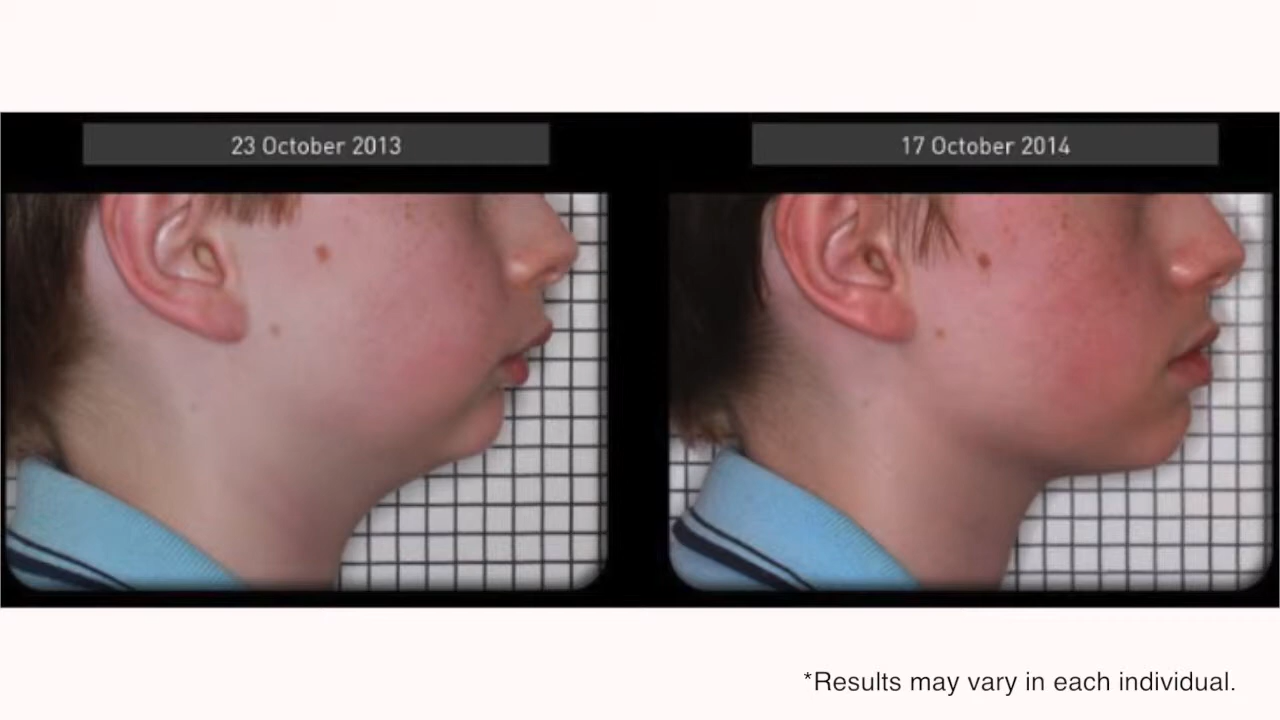 23 October 2013
17 October 2014
*Results may vary in each individual.